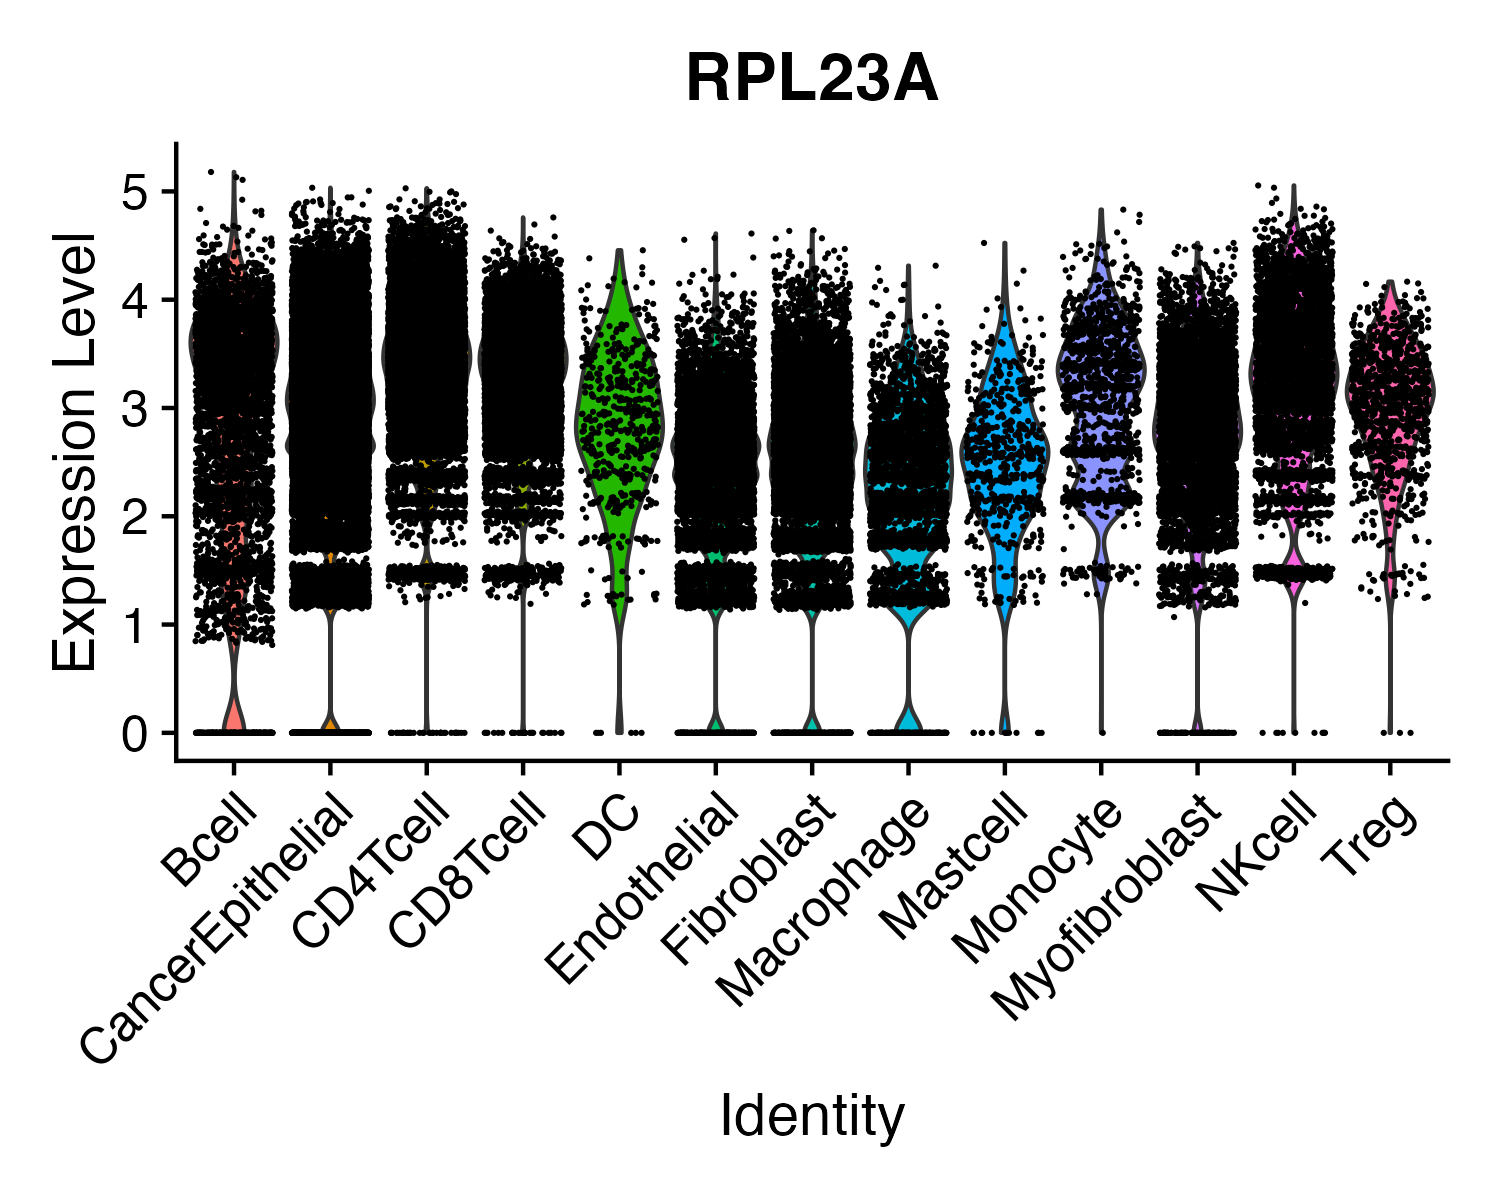 RPL23A
Expression Level
5
4
3
2
1
0
Bcell
CancerEpithelial
CD4Tcell
CD8Tcell
DC
Endothelial
Fibroblast
Macrophage
Mastcell
Monocyte
Myofibroblast
NKcell
Treg
Identity